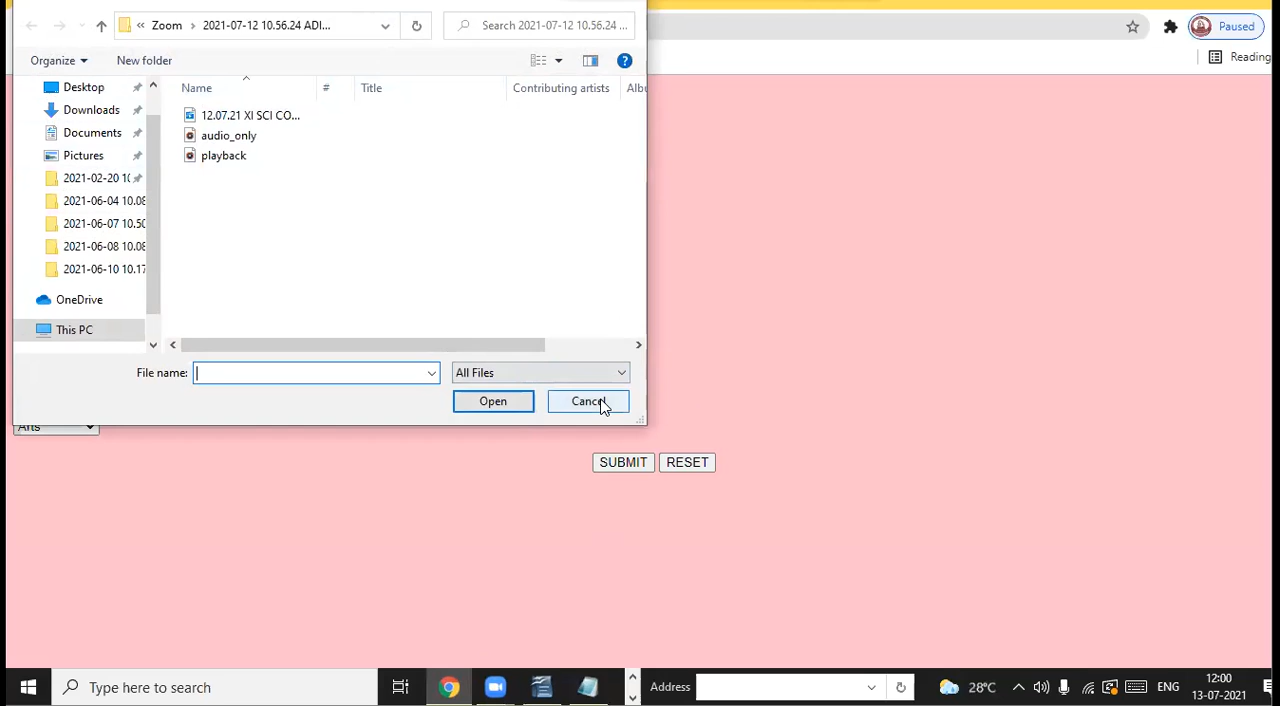 « Zoom > 2021-07-12 10.56.24 ADI...
Search 2021-07-12 10.56.24 ...
Paused
Organize
New folder
Reading
Name
#
Title
Contributing artists
Albu
Desktop
Downloads
Documents
Pictures
2021-02-20 1(
2021-06-04 10.08
2021-06-07 10.50
2021-06-08 10.08
2021-06-10 10.17
OneDrive
This PC
12.07.21 XI SCI CO...
audio_only
playback
File name:
All Files
Open
Cancel
Arts
SUBMIT
RESET
Type here to search
Address
28°C
ENG
12:00
13-07-2021